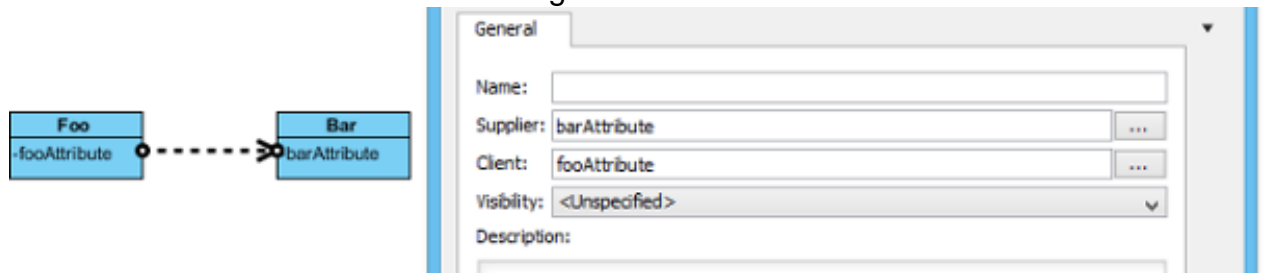 General
Name:
Foo
Bar
Supplier: barAttribute ...
-fooAttribute
barAttribute
Client: fooAttribute ...
Visibility: <Unspecified>
Description: